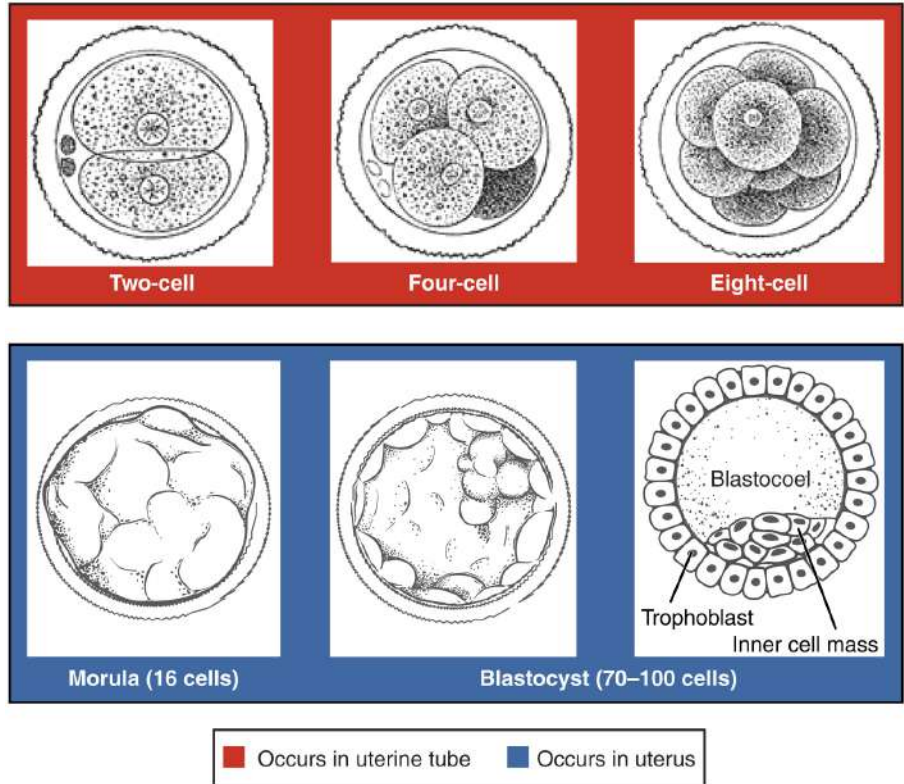 Two-cell
Four-cell
Eight-cell
Blastocoel
Trophoblast
Inner cell mass
Morula (16 cells)
Blastocyst (70–100 cells)
Occurs in uterine tube
Occurs in uterus